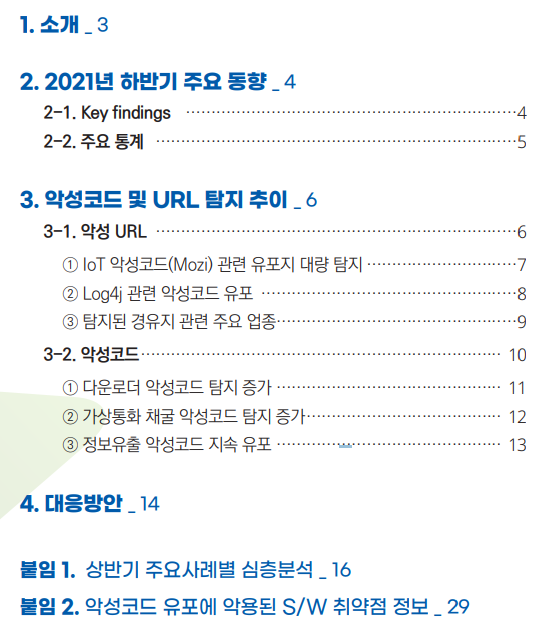 1. 소개 _ 3
2. 2021년 하반기 주요 동향 _ 4
2-1. Key findings ········ 4
2-2. 주요 통계 ········ 5
3. 악성코드 및 URL 탐지 추이 _ 6
3-1. 악성 URL ········ 6
① IoT 악성코드(Mozi) 관련 유포지 대량 탐지 ········ 7
② Log4j 관련 악성코드 유포 ········ 8
③ 탐지된 경유지 관련 주요 업종 ········ 9
3-2. 악성코드 ········ 10
① 다운로더 악성코드 탐지 증가 ········ 11
② 가상통화 채굴 악성코드 탐지 증가 ········ 12
③ 정보유출 악성코드 지속 유포 ········ 13
4. 대응방안 _ 14
붙임 1. 상반기 주요사례별 심층분석 _ 16
붙임 2. 악성코드 유포에 악용된 S/W 취약점 정보 _ 29